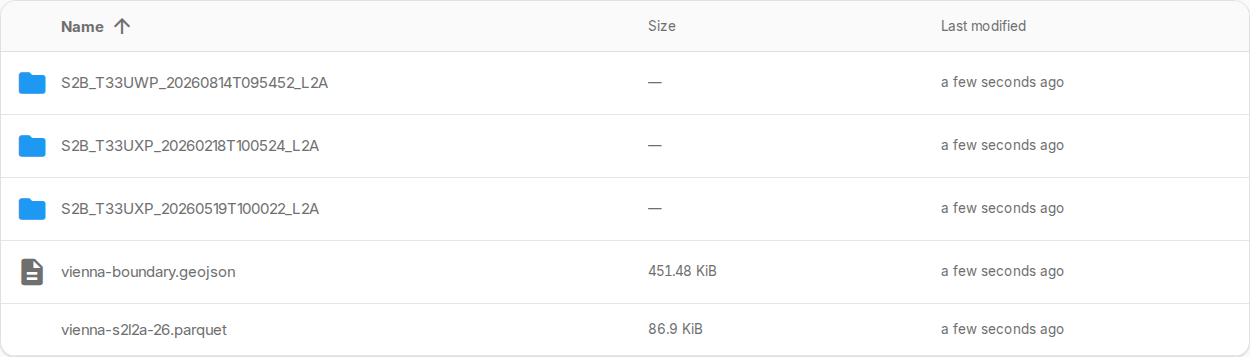 Name Size Last modified
S2B_T33UWP_20260814T095452_L2A — a few seconds ago
S2B_T33UXP_20260218T100524_L2A — a few seconds ago
S2B_T33UXP_20260519T100022_L2A — a few seconds ago
vienna-boundary.geojson 451.48 KiB a few seconds ago
vienna-s2l2a-26.parquet 86.9 KiB a few seconds ago